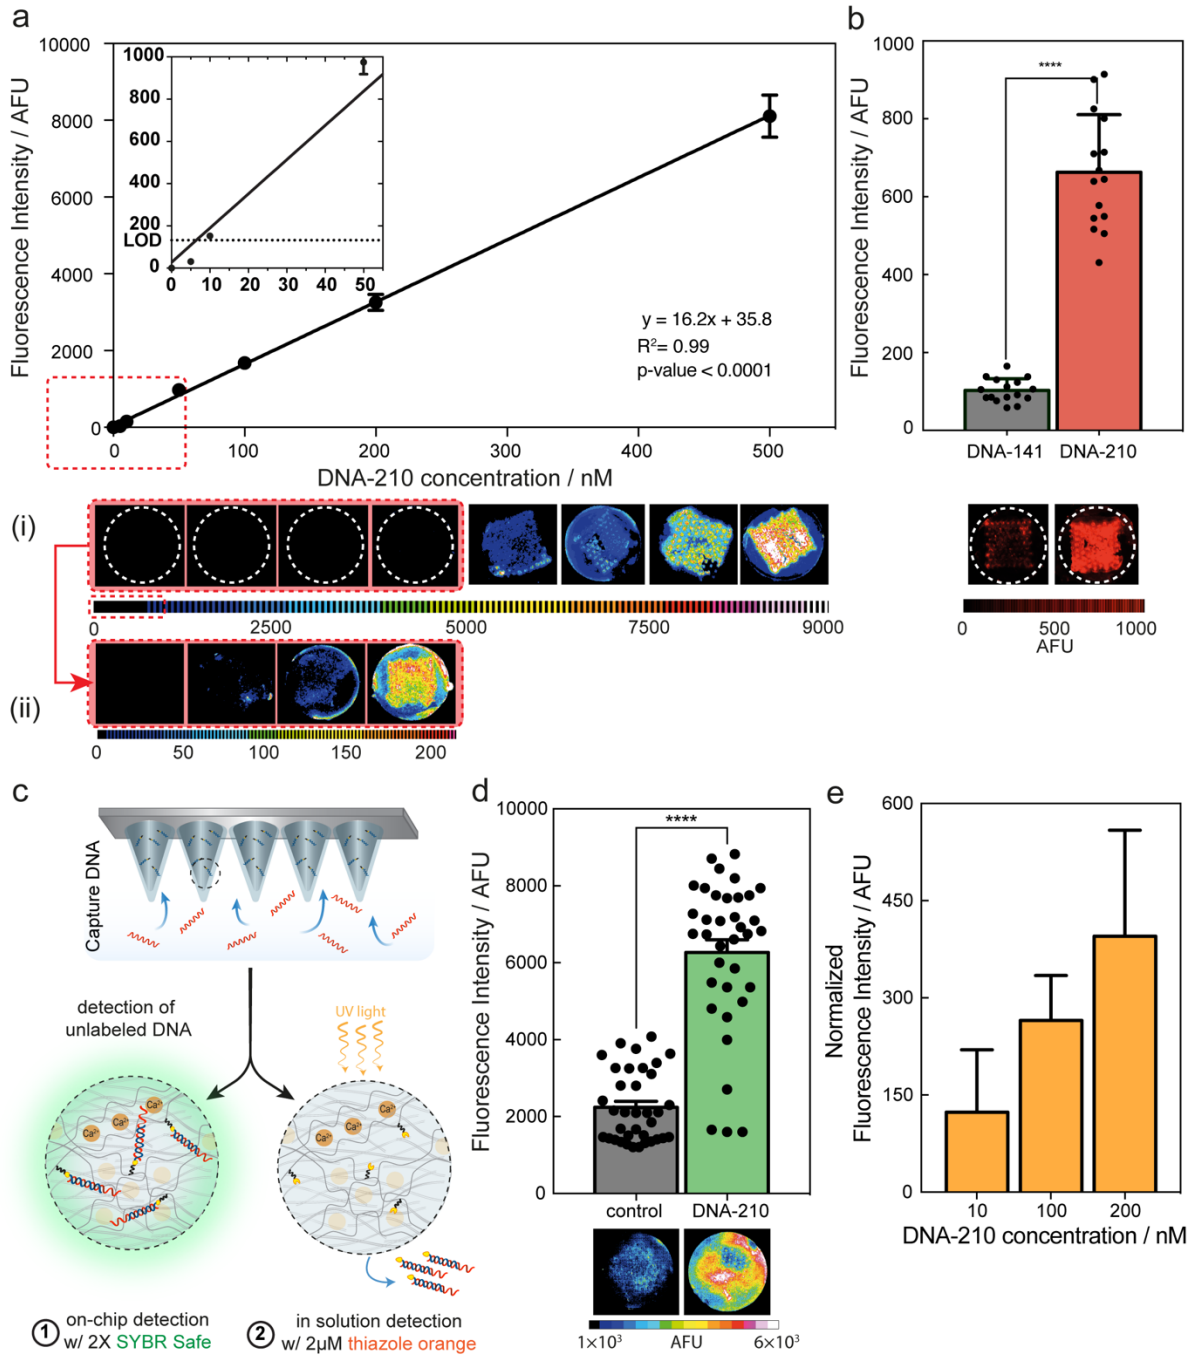 a
Fluorescence Intensity / AFU
10000
8000
6000
4000
2000
0
1000
800
600
400
200
LOD
0
0 10 20 30 40 50
y = 16.2x + 35.8
R²= 0.99
p-value < 0.0001
0 100 200 300 400 500
DNA-210 concentration / nM
b
Fluorescence Intensity / AFU
1000
800
600
400
200
0
****
DNA-141 DNA-210
(i)
0 2500 5000 7500 9000
0 500 1000
AFU
(ii)
0 50 100 150 200
c
Capture DNA
detection of
unlabeled DNA
UV light
Ca²⁺
Ca²⁺ Ca²⁺
Ca²⁺
Ca²⁺ Ca²⁺
1 on-chip detection
w/ 2X SYBR Safe
2 in solution detection
w/ 2µM thiazole orange
d
Fluorescence Intensity / AFU
10000
8000
6000
4000
2000
0
****
control DNA-210
1×10³ AFU 6×10³
e
Normalized
Fluorescence Intensity / AFU
600
450
300
150
0
10 100 200
DNA-210 concentration / nM